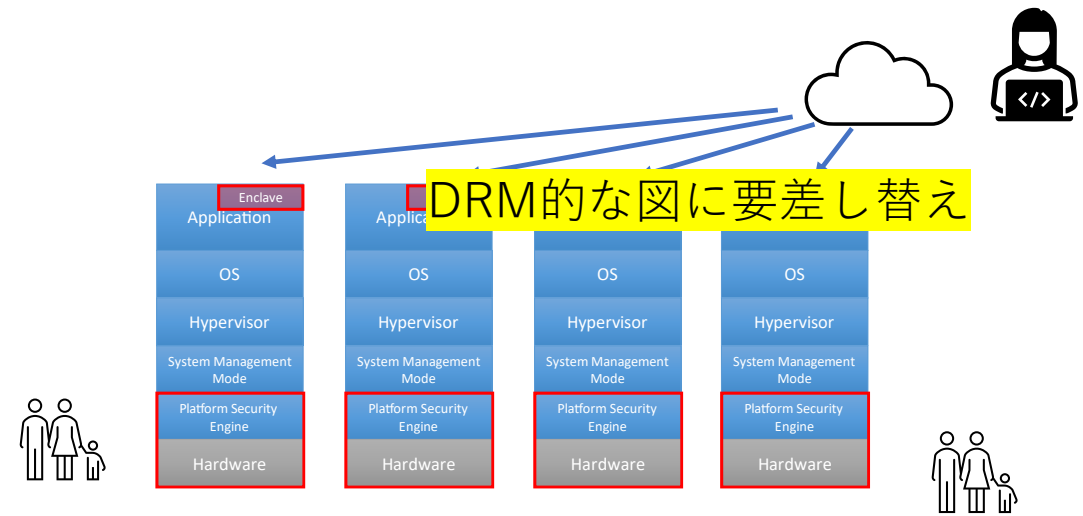 </>
DRM的な図に要差し替え
Enclave
Application
OS
Hypervisor
System Management
Mode
Platform Security
Engine
Hardware
Applic
OS
Hypervisor
System Management
Mode
Platform Security
Engine
Hardware
OS
Hypervisor
System Management
Mode
Platform Security
Engine
Hardware
OS
Hypervisor
System Management
Mode
Platform Security
Engine
Hardware